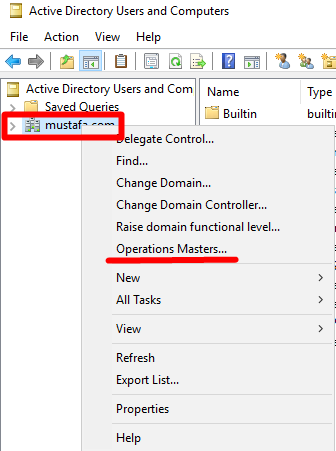 Active Directory Users and Computers
File Action View Help
Active Directory Users and Com
Name Type
Saved Queries
Builtin builtin
mustafa.com
Delegate Control...
Find...
Change Domain...
Change Domain Controller...
Raise domain functional level...
Operations Masters...
New
All Tasks
View
Refresh
Export List...
Properties
Help